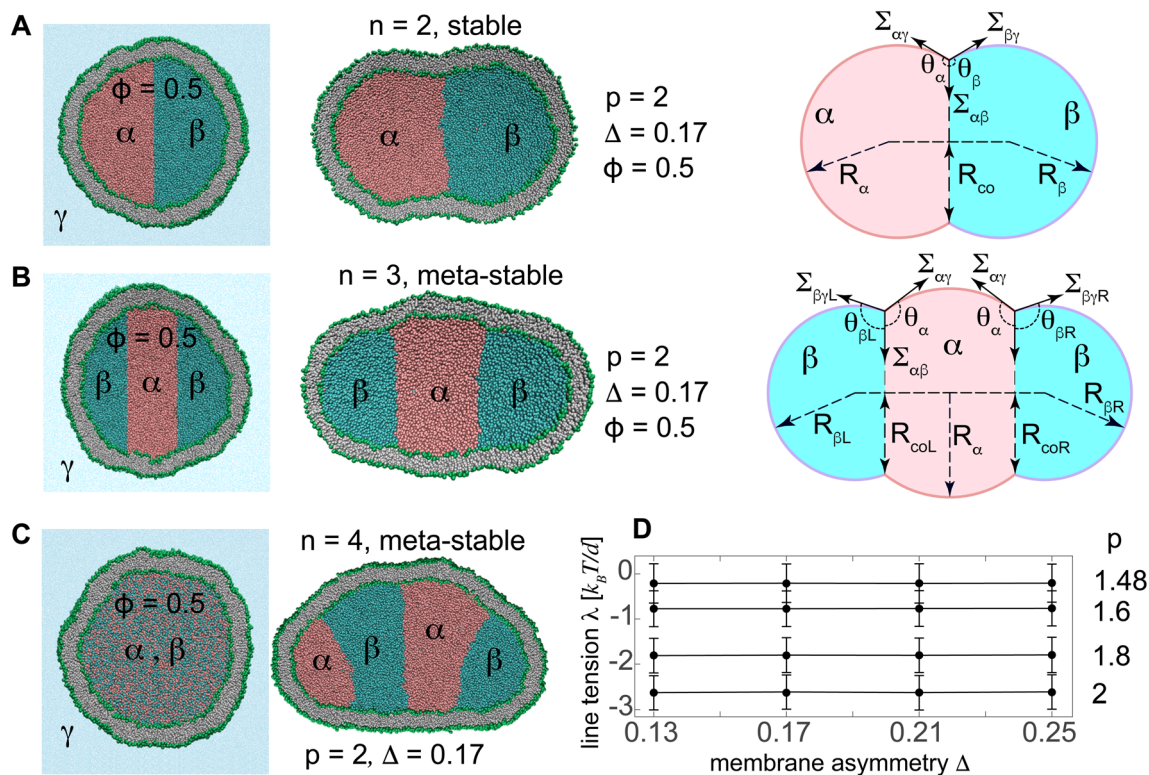 A
ϕ = 0.5
α
β
γ
n = 2, stable
α
β
p = 2
Δ = 0.17
ϕ = 0.5
Σαγ
Σβγ
θα
θβ
Σαβ
α
β
Rα
Rco
Rβ
B
ϕ = 0.5
β
α
β
γ
n = 3, meta-stable
β
α
β
p = 2
Δ = 0.17
ϕ = 0.5
ΣβγL
Σαγ
Σαγ
ΣβγR
θβL
θα
θα
θβR
Σαβ
β
α
β
RβL
RcoL
Rα
RcoR
RβR
C
ϕ = 0.5
α , β
γ
n = 4, meta-stable
α
β
α
β
p = 2, Δ = 0.17
D
p
line tension λ [kBT/d]
0
-1
-2
-3
1.48
1.6
1.8
2
0.13 0.17 0.21 0.25
membrane asymmetry Δ